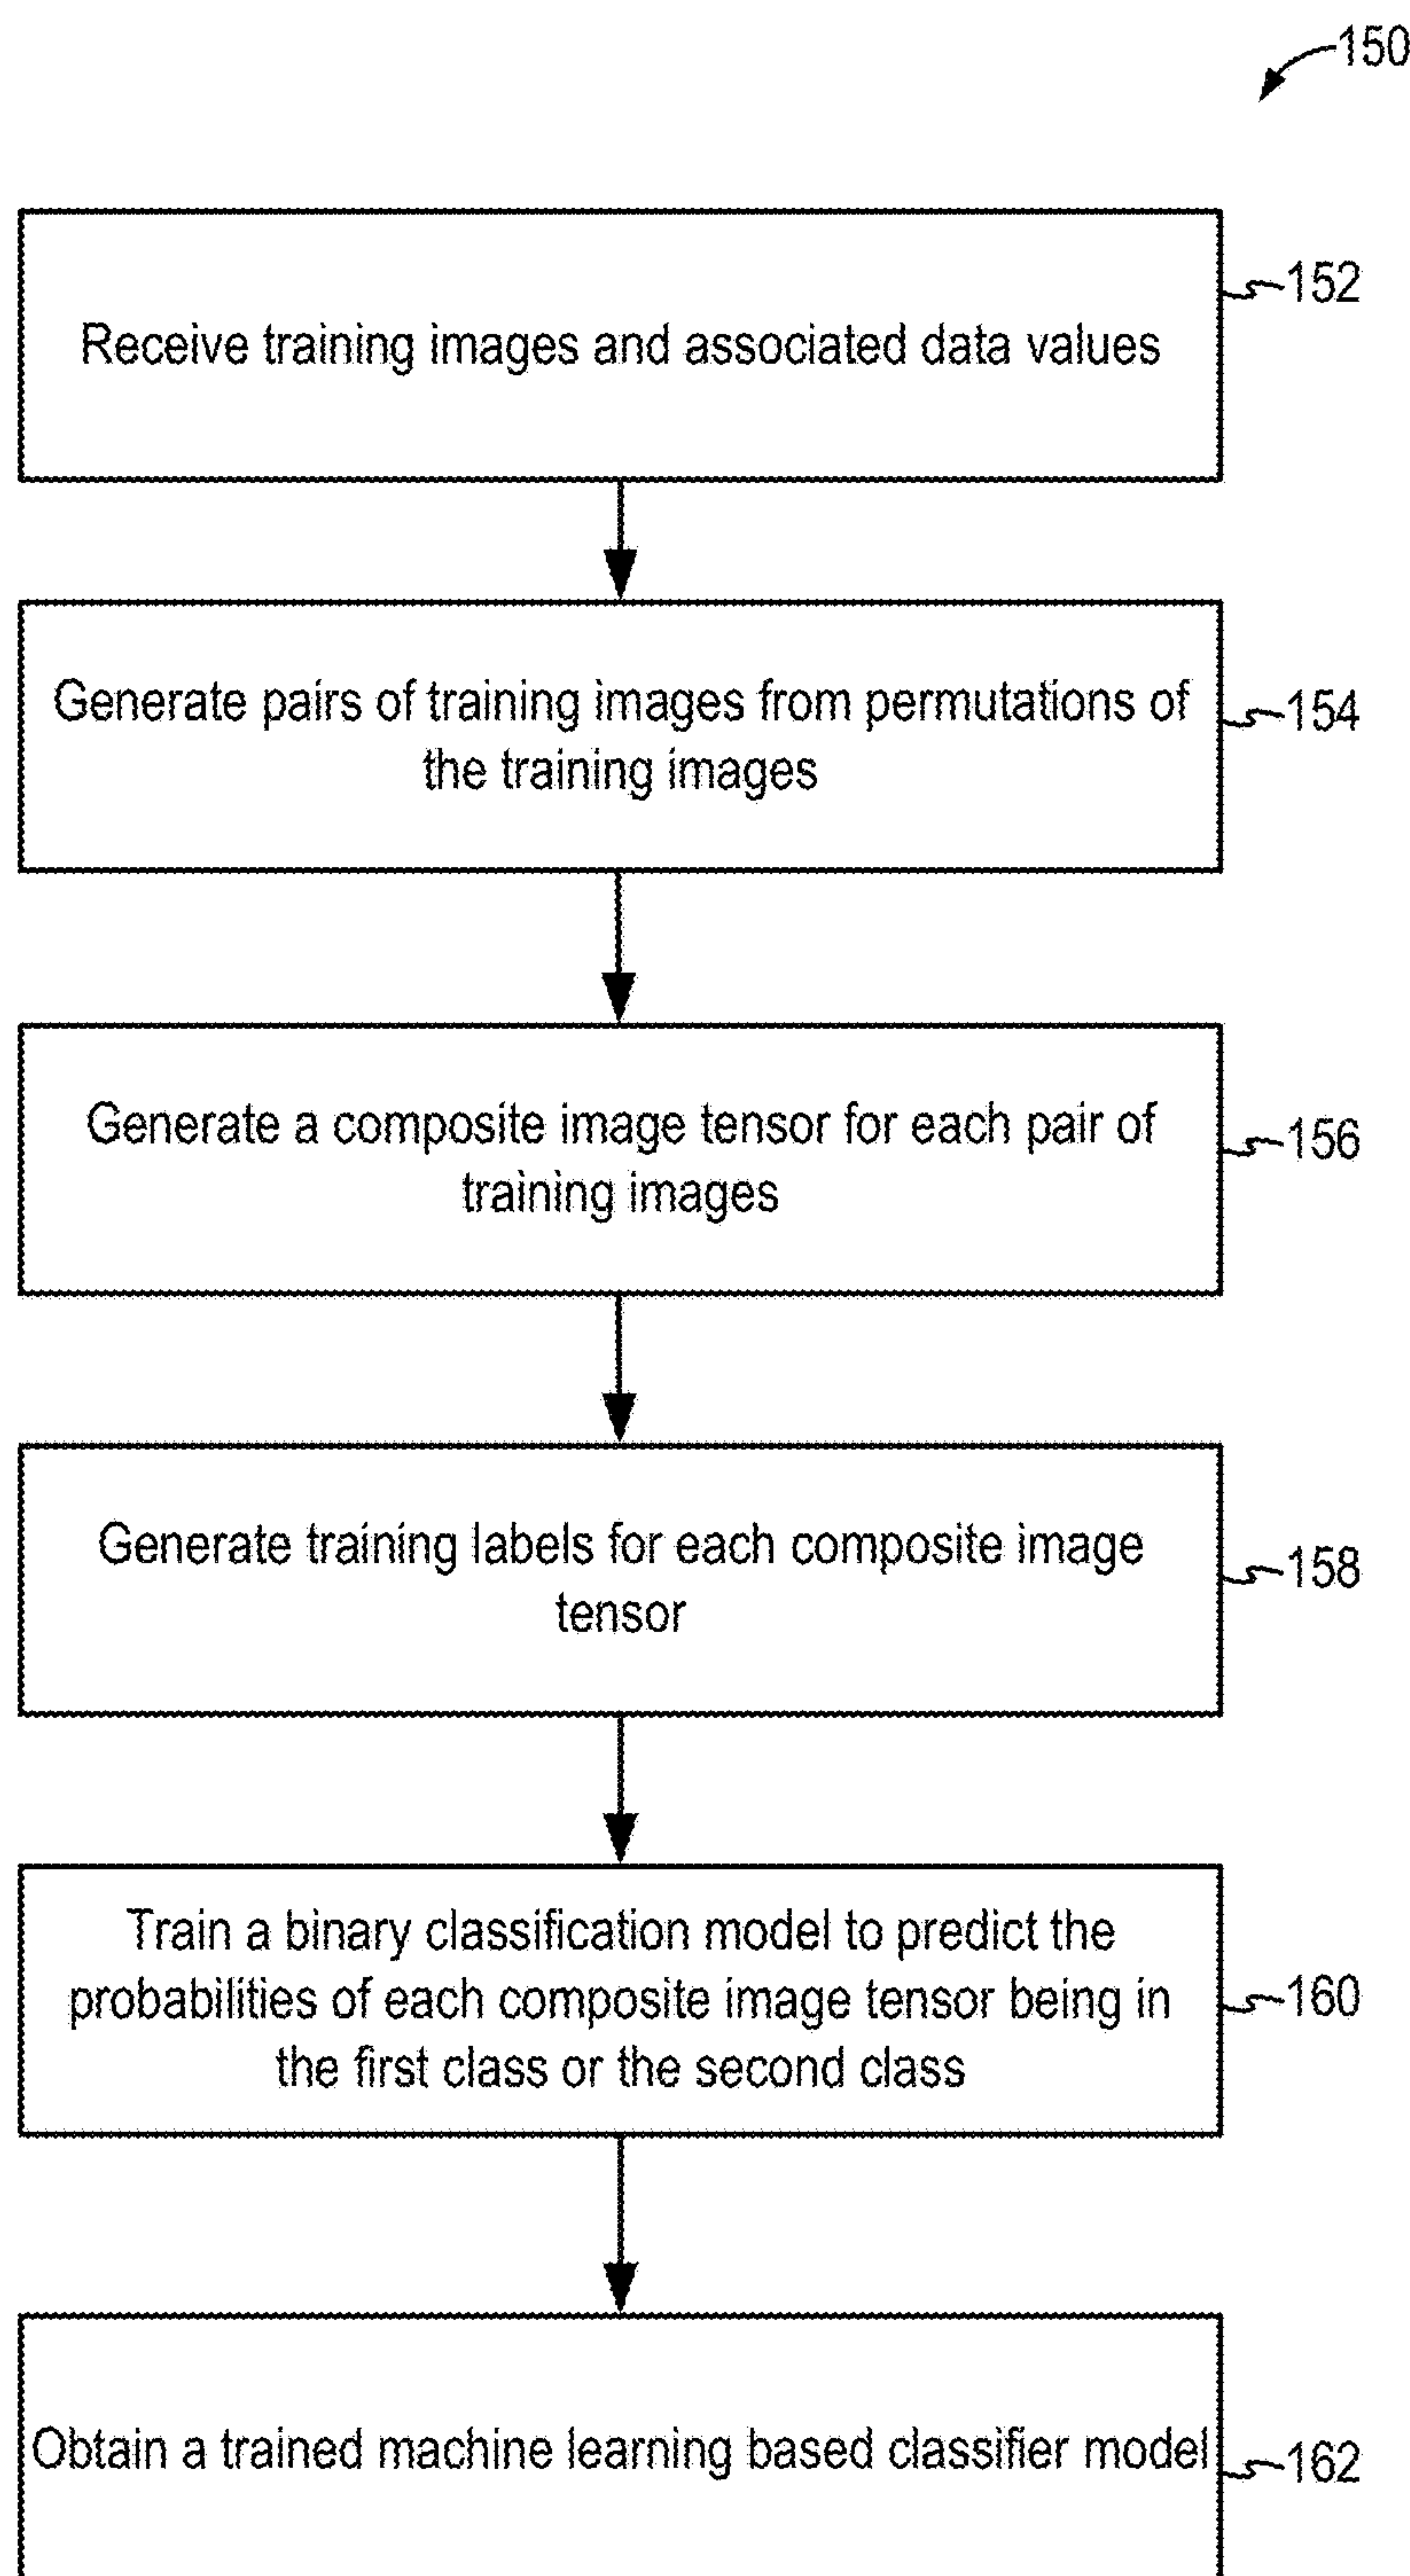 150
Receive training images and associated data values
152
Generate pairs of training images from permutations of
the training images
154
Generate a composite image tensor for each pair of
training images
156
Generate training labels for each composite image
tensor
158
Train a binary classification model to predict the
probabilities of each composite image tensor being in
the first class or the second class
160
Obtain a trained machine learning based classifier model
162